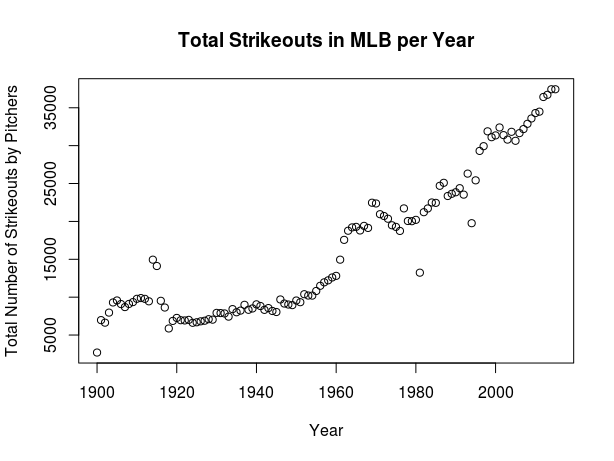 Total Strikeouts in MLB per Year
Total Number of Strikeouts by Pitchers
35000
25000
15000
5000
1900 1920 1940 1960 1980 2000
Year